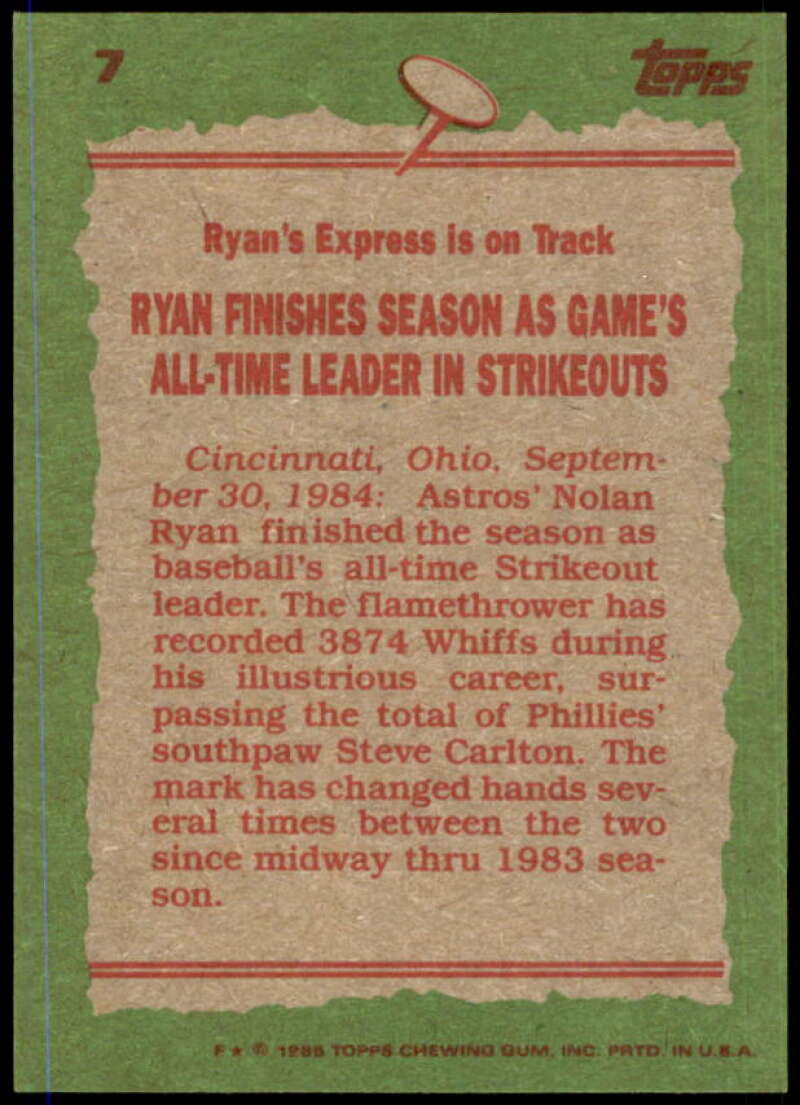 7
Topps
Ryan's Express is on Track
RYAN FINISHES SEASON AS GAME'S
ALL-TIME LEADER IN STRIKEOUTS
Cincinnati, Ohio, Septem-
ber 30, 1984: Astros' Nolan
Ryan finished the season as
baseball's all-time Strikeout
leader. The flamethrower has
recorded 3874 Whiffs during
his illustrious career, sur-
passing the total of Phillies'
southpaw Steve Carlton. The
mark has changed hands sev-
eral times between the two
since midway thru 1983 sea-
son.
F★ © 1985 TOPPS CHEWING GUM, INC. PRTD. IN U.S.A.